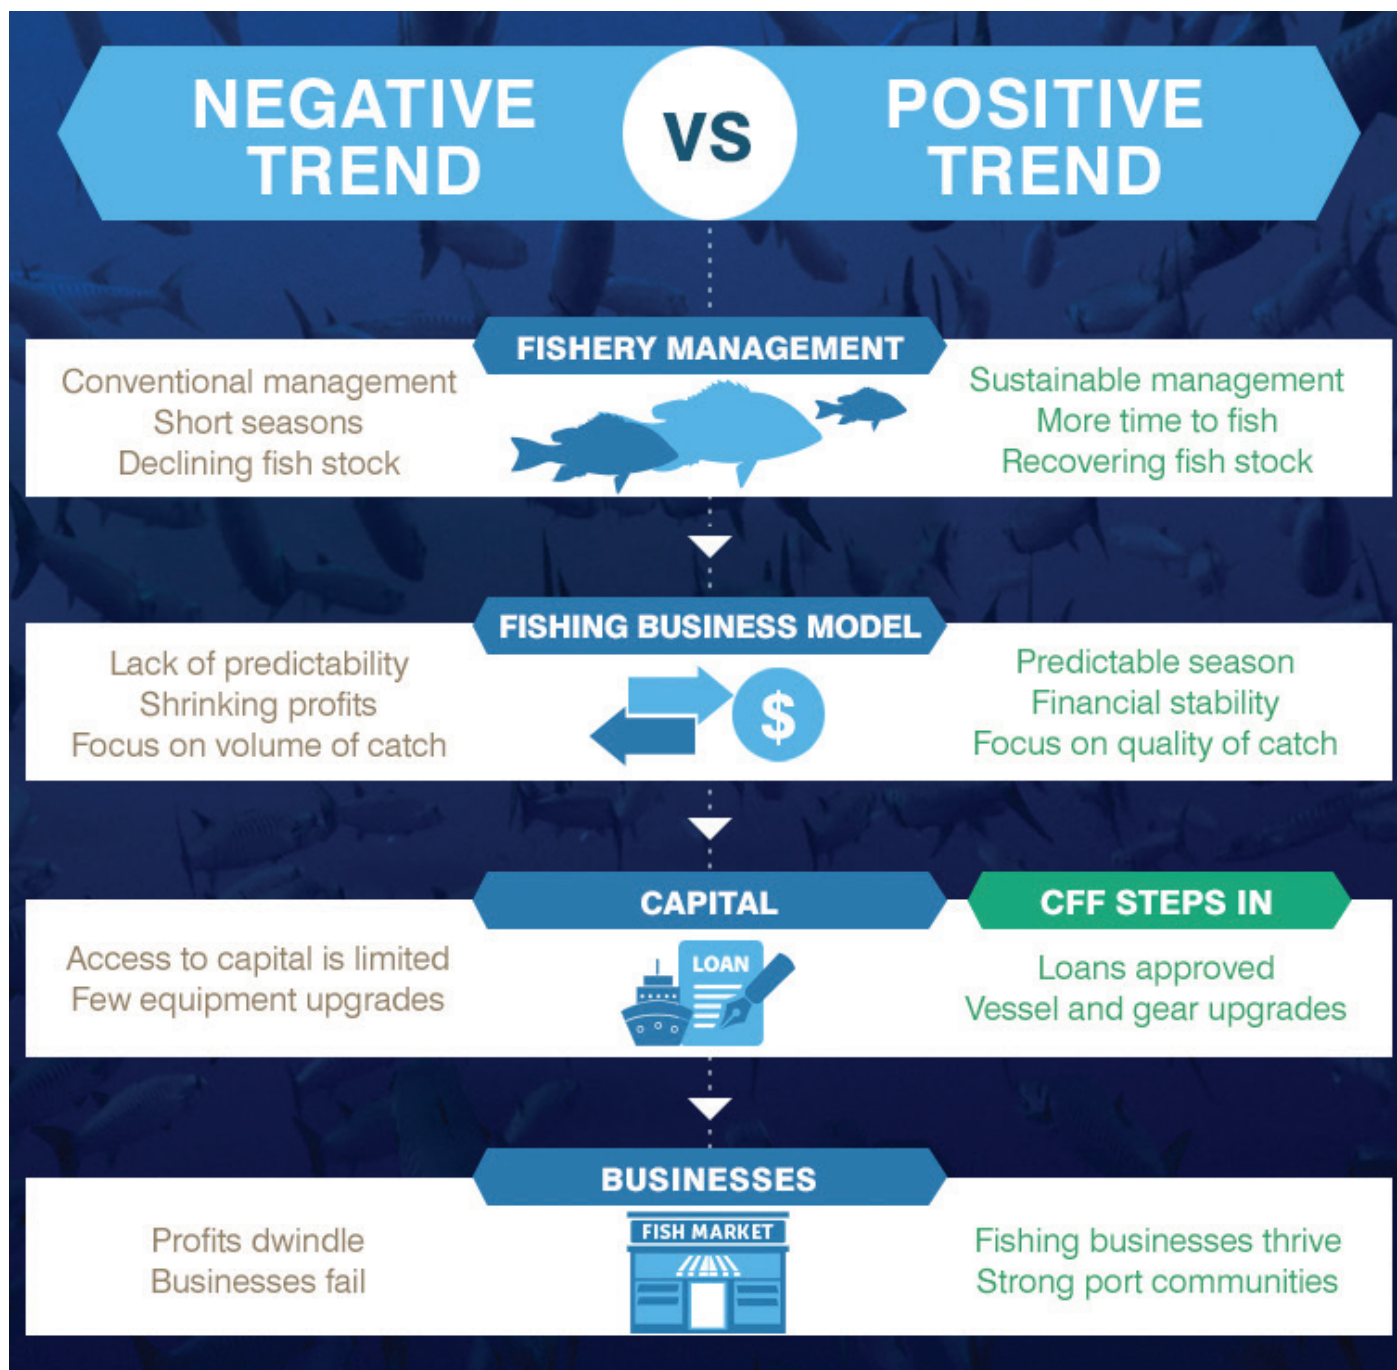 NEGATIVE
TREND
VS
POSITIVE
TREND
FISHERY MANAGEMENT
Conventional management
Short seasons
Declining fish stock
Sustainable management
More time to fish
Recovering fish stock
FISHING BUSINESS MODEL
Lack of predictability
Shrinking profits
Focus on volume of catch
$
Predictable season
Financial stability
Focus on quality of catch
CAPITAL
CFF STEPS IN
Access to capital is limited
Few equipment upgrades
LOAN
Loans approved
Vessel and gear upgrades
BUSINESSES
Profits dwindle
Businesses fail
FISH MARKET
Fishing businesses thrive
Strong port communities